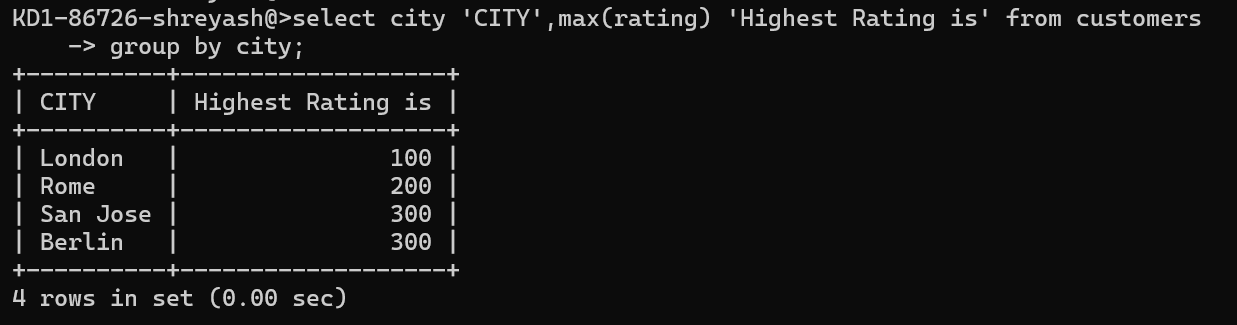 KD1-86726-shreyash@>select city 'CITY',max(rating) 'Highest Rating is' from customers
    -> group by city;
+----------+-------------------+
| CITY     | Highest Rating is |
+----------+-------------------+
| London   |               100 |
| Rome     |               200 |
| San Jose |               300 |
| Berlin   |               300 |
+----------+-------------------+
4 rows in set (0.00 sec)